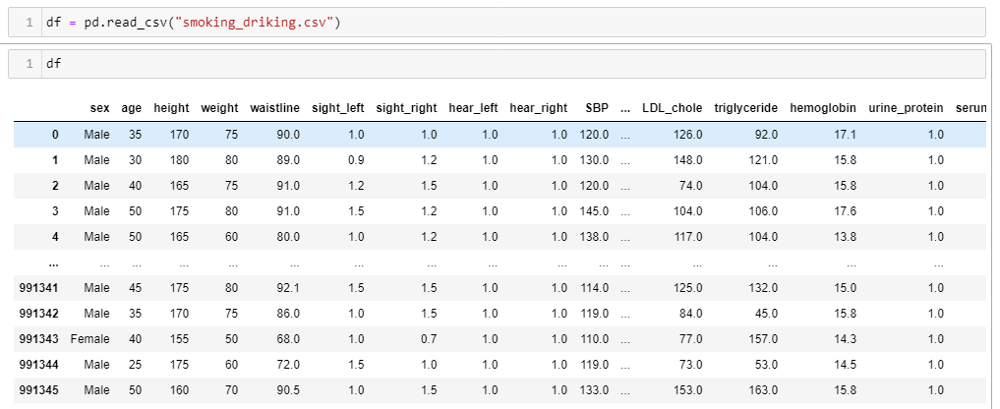 1 df = pd.read_csv("smoking_driking.csv")
1 df
sex age height weight waistline sight_left sight_right hear_left hear_right SBP ... LDL_chole triglyceride hemoglobin urine_protein serun
0 Male 35 170 75 90.0 1.0 1.0 1.0 1.0 120.0 ... 126.0 92.0 17.1 1.0
1 Male 30 180 80 89.0 0.9 1.2 1.0 1.0 130.0 ... 148.0 121.0 15.8 1.0
2 Male 40 165 75 91.0 1.2 1.5 1.0 1.0 120.0 ... 74.0 104.0 15.8 1.0
3 Male 50 175 80 91.0 1.5 1.2 1.0 1.0 145.0 ... 104.0 106.0 17.6 1.0
4 Male 50 165 60 80.0 1.0 1.2 1.0 1.0 138.0 ... 117.0 104.0 13.8 1.0
... ... ... ... ... ... ... ... ... ... ... ... ... ... ... ...
991341 Male 45 175 80 92.1 1.5 1.5 1.0 1.0 114.0 ... 125.0 132.0 15.0 1.0
991342 Male 35 170 75 86.0 1.0 1.5 1.0 1.0 119.0 ... 84.0 45.0 15.8 1.0
991343 Female 40 155 50 68.0 1.0 0.7 1.0 1.0 110.0 ... 77.0 157.0 14.3 1.0
991344 Male 25 175 60 72.0 1.5 1.0 1.0 1.0 119.0 ... 73.0 53.0 14.5 1.0
991345 Male 50 160 70 90.5 1.0 1.5 1.0 1.0 133.0 ... 153.0 163.0 15.8 1.0